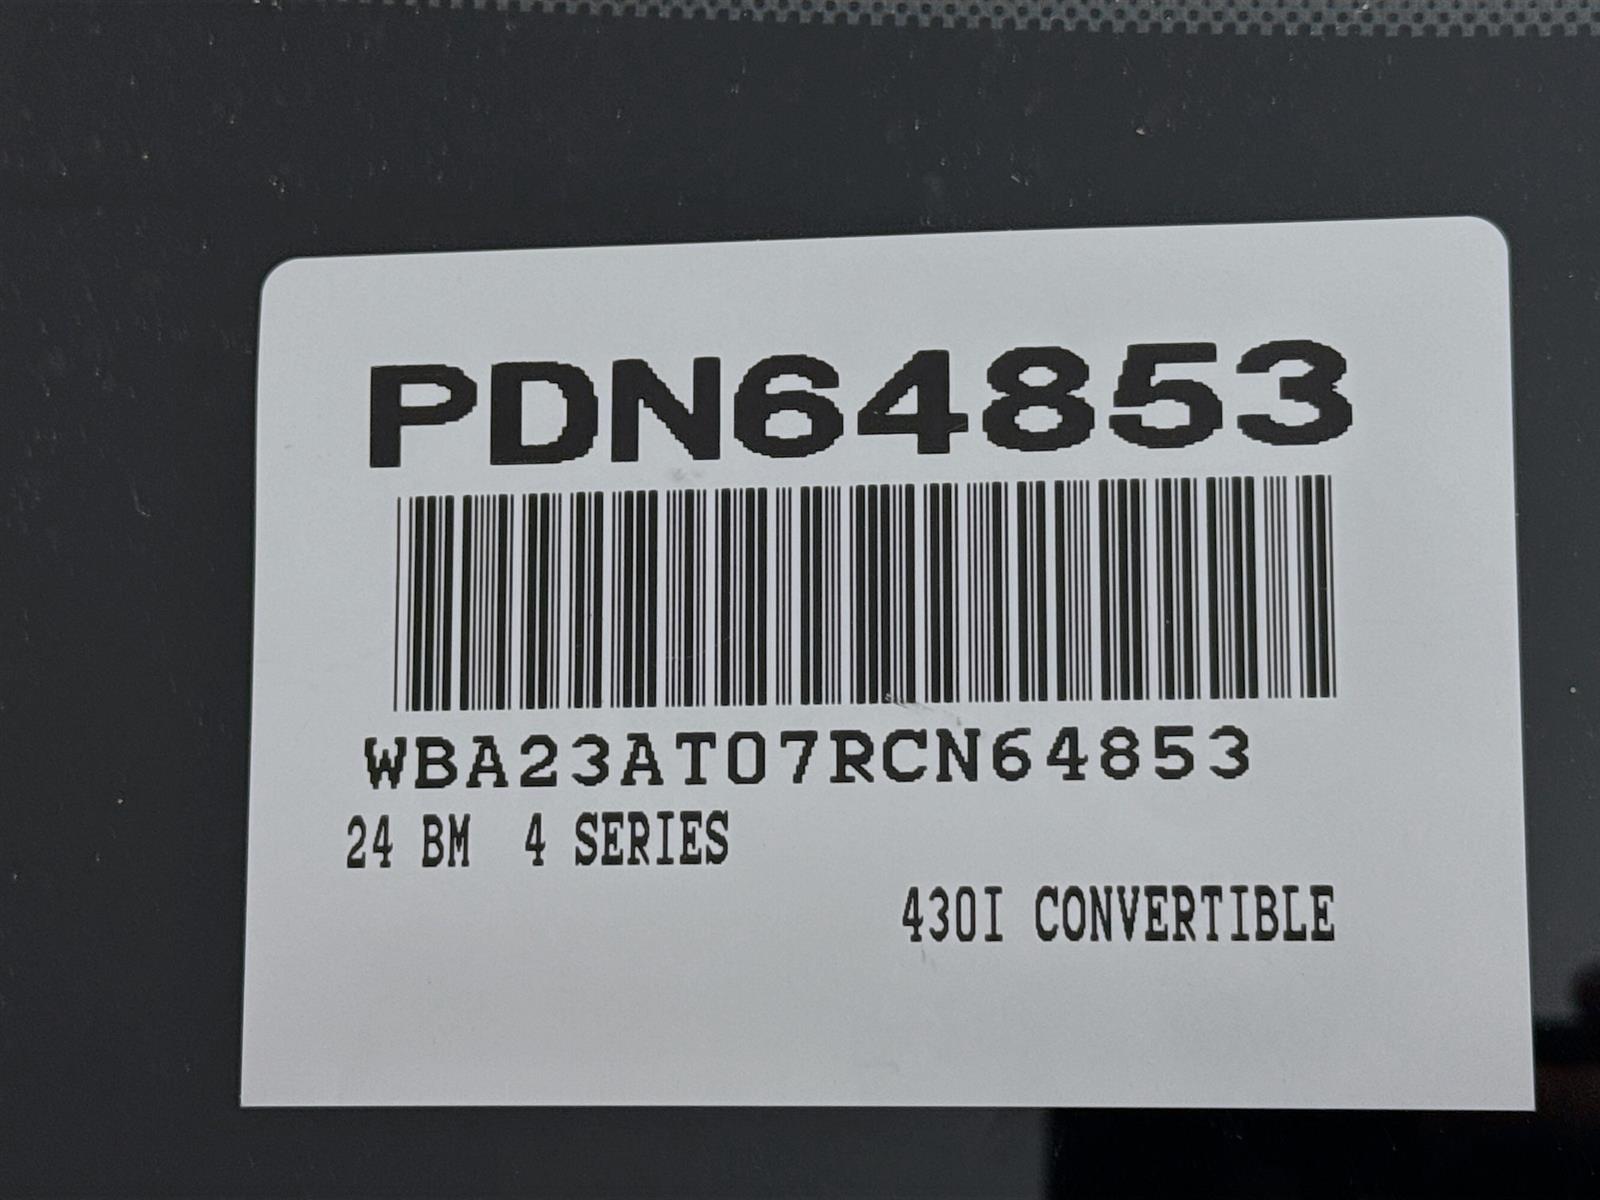 PDN64853
WBA23AT07RCN64853
24 BM 4 SERIES
430I CONVERTIBLE